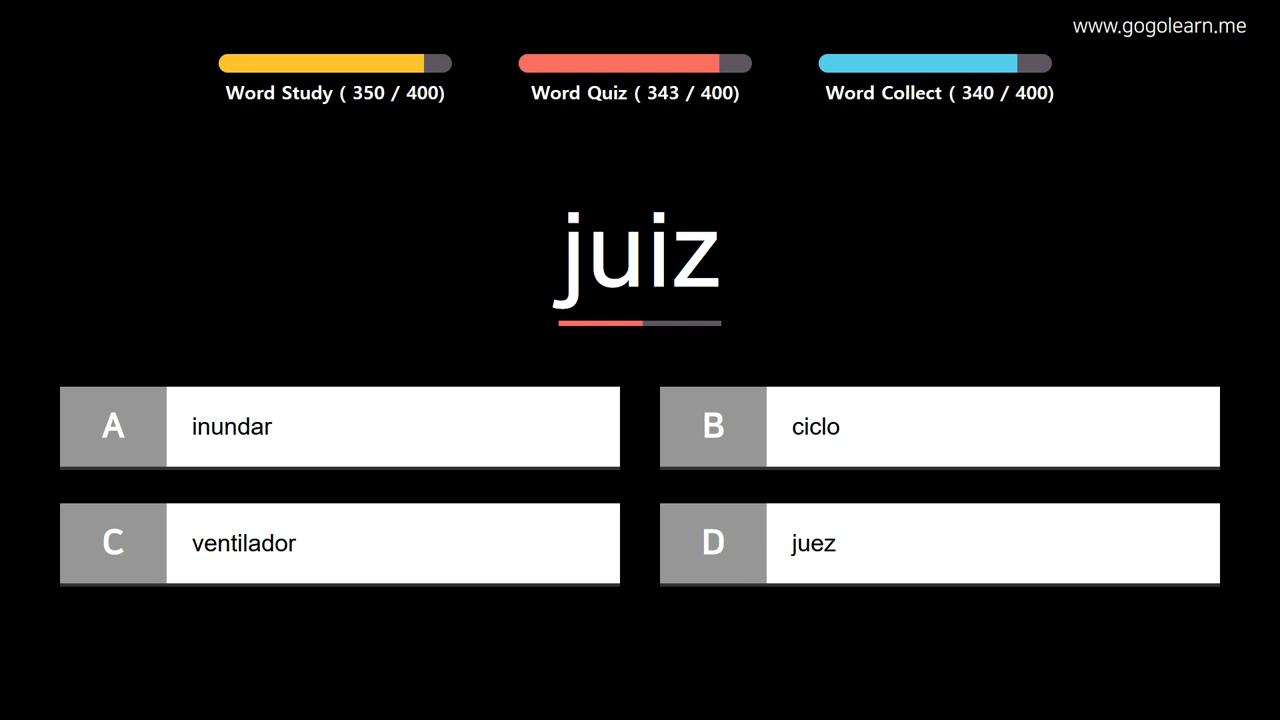 www.gogolearn.me
Word Study ( 350 / 400)
Word Quiz ( 343 / 400)
Word Collect ( 340 / 400)
juiz
A inundar
B ciclo
C ventilador
D juez